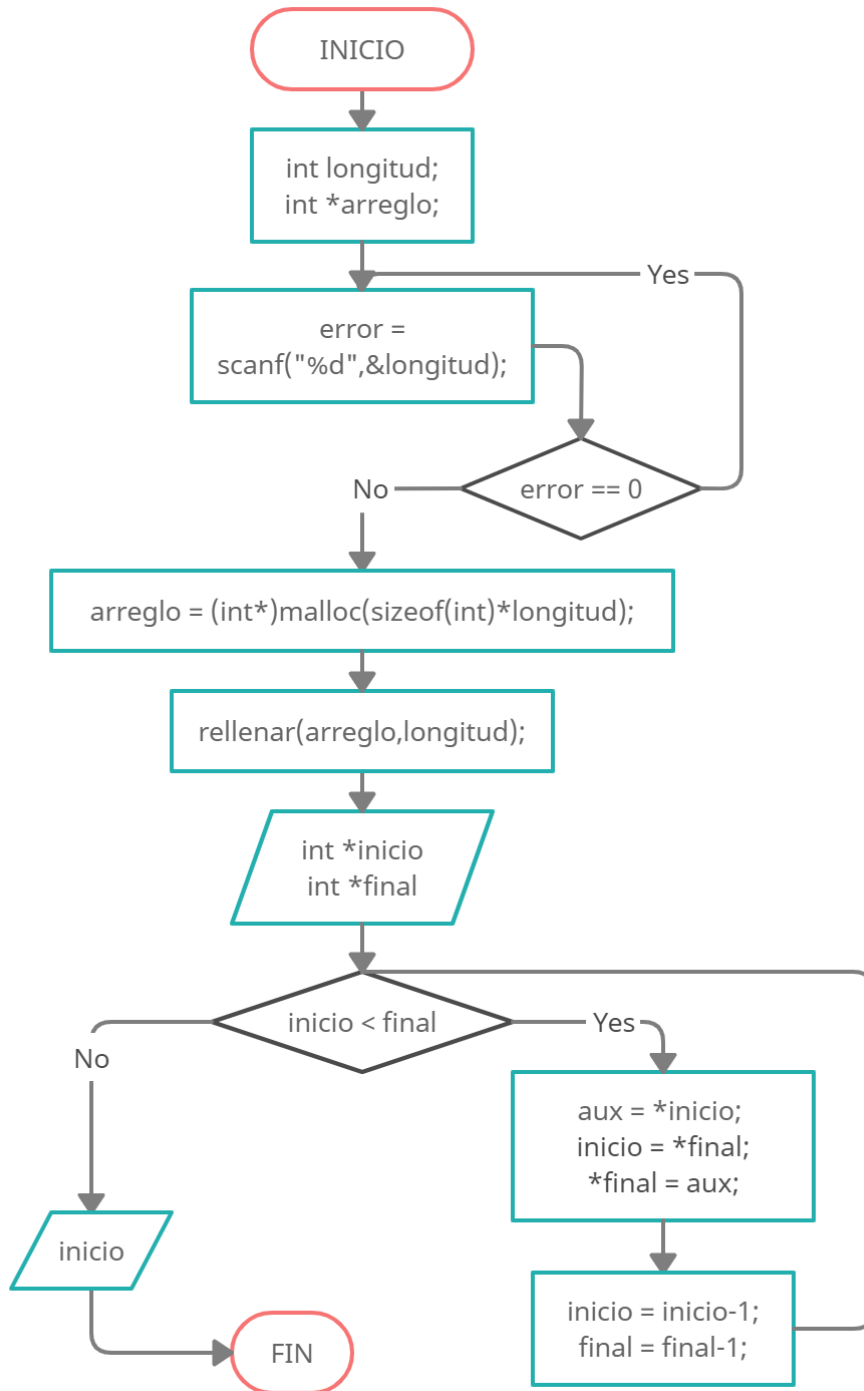 INICIO
int longitud;
int *arreglo;
Yes
error =
scanf("%d",&longitud);
error == 0
No
arreglo = (int*)malloc(sizeof(int)*longitud);
rellenar(arreglo,longitud);
int *inicio
int *final
inicio < final
Yes
No
aux = *inicio;
inicio = *final;
*final = aux;
inicio
inicio = inicio-1;
final = final-1;
FIN